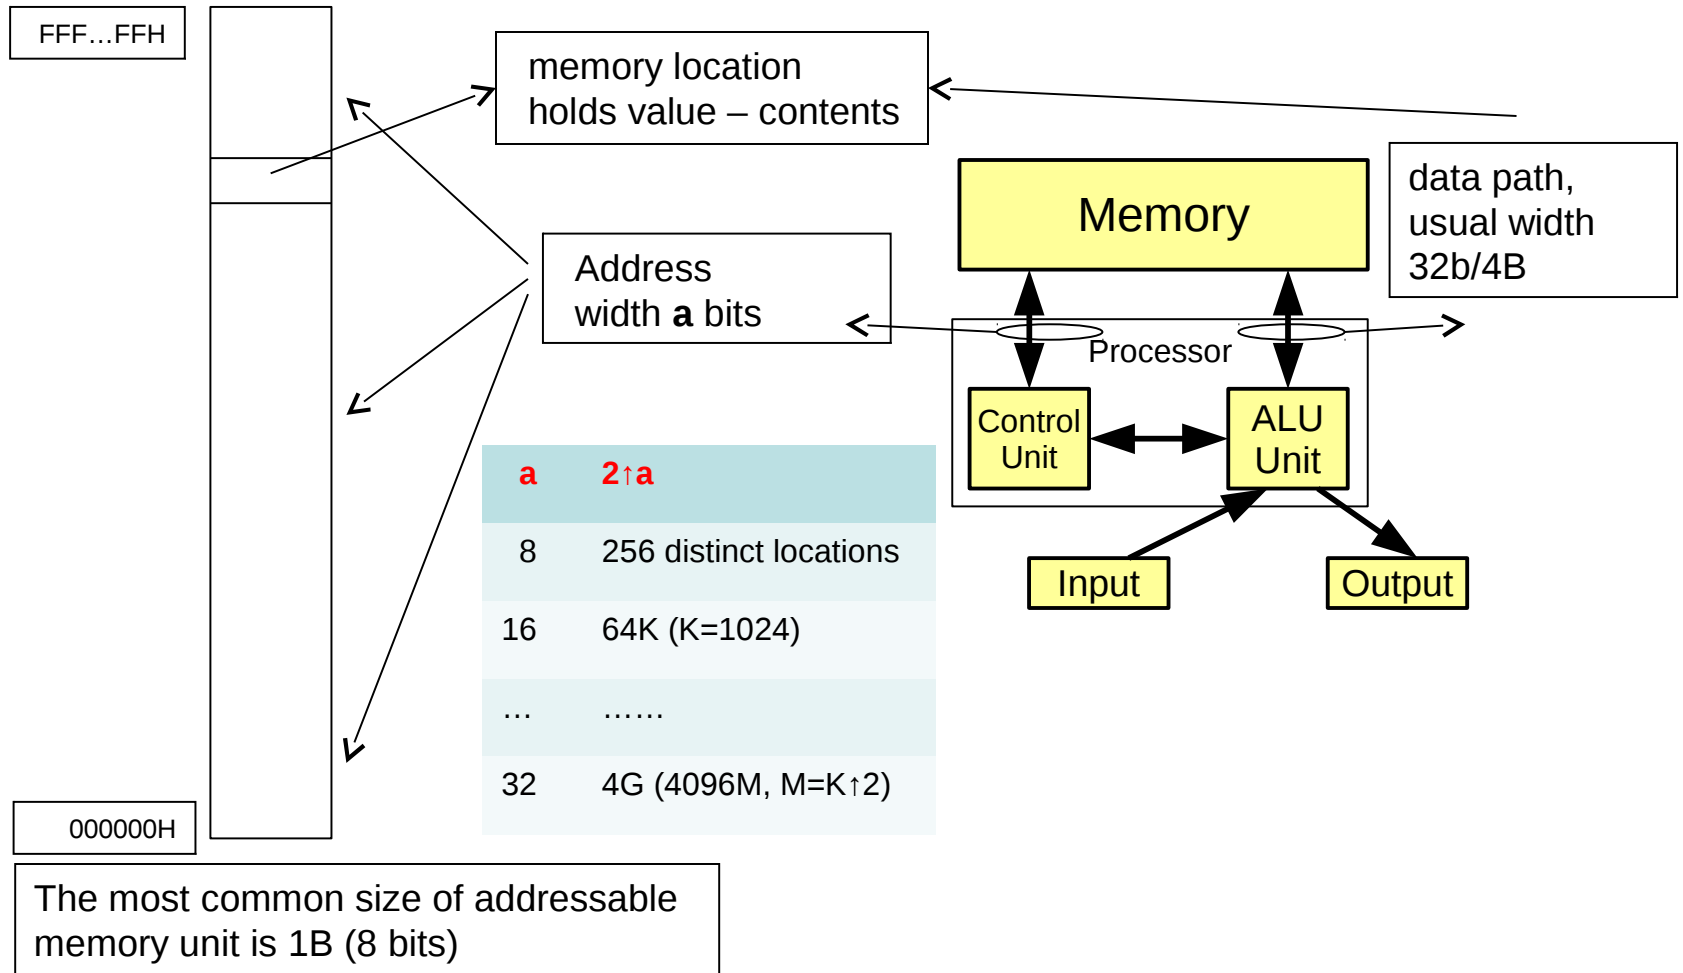 FFF…FFH
memory location
holds value – contents
data path,
usual width
32b/4B
Memory
Address
width a bits
Processor
Control
Unit
ALU
Unit
Input
Output
a 2↑a
8 256 distinct locations
16 64K (K=1024)
… ……
32 4G (4096M, M=K↑2)
000000H
The most common size of addressable
memory unit is 1B (8 bits)